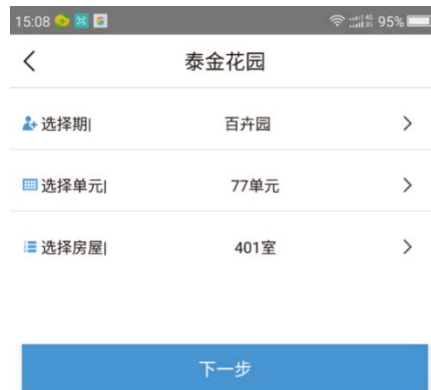 15:08 95%
泰金花园
选择期| 百卉园
选择单元| 77单元
选择房屋| 401室
下一步